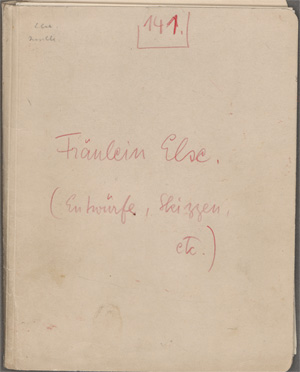 141.
Fräulein Else.
(Entwürfe, Skizzen,
etc.)